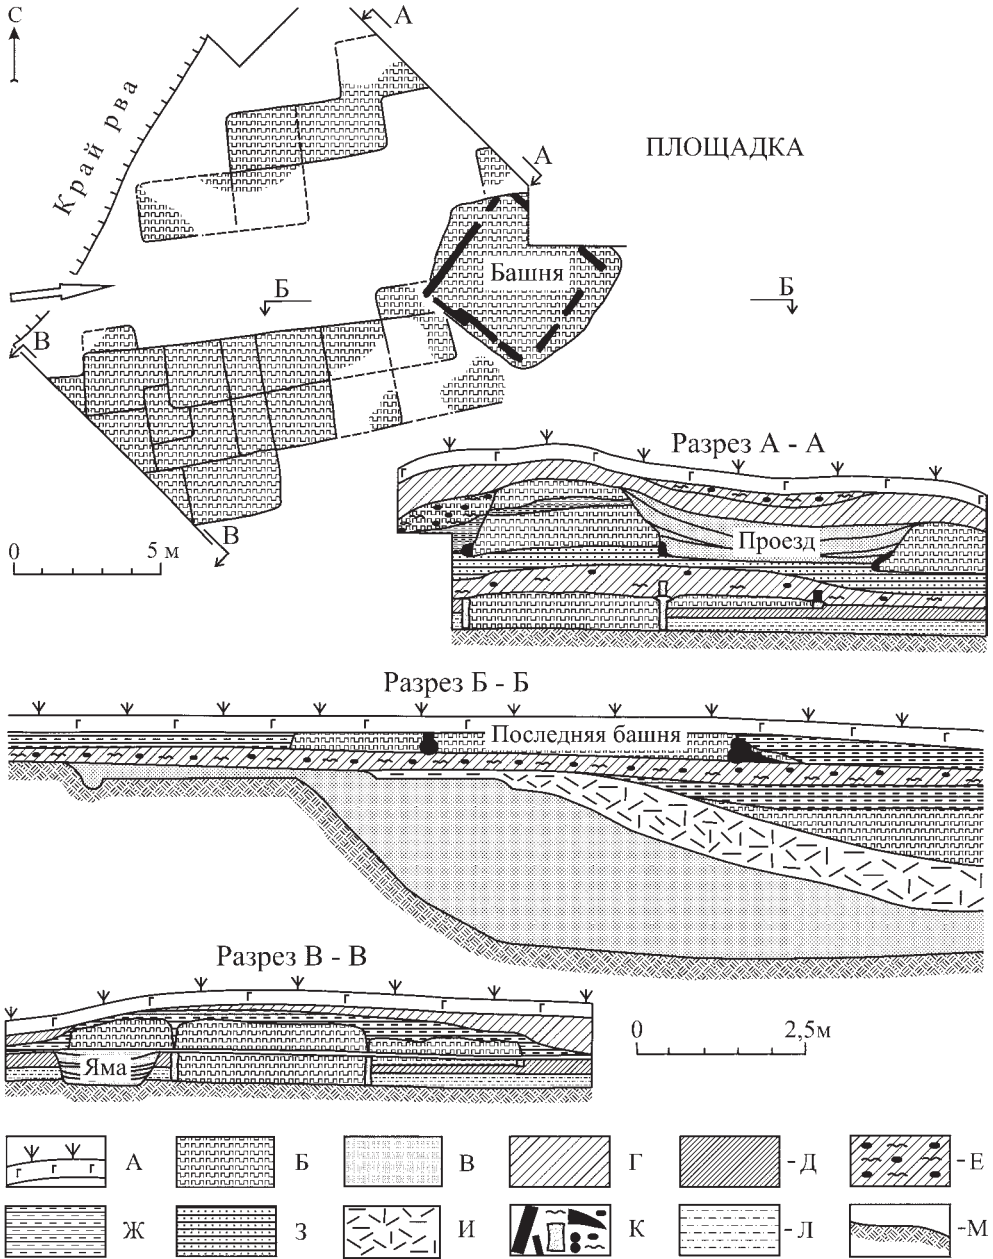 С
А
Край рва
А
ПЛОЩАДКА
Башня
Б
Б
В
В
0 5 м
Разрез А - А
Проезд
Разрез Б - Б
Последняя башня
Разрез В - В
Яма
0 2,5м
А Б В Г -Д -Е
Ж З И К -Л -М